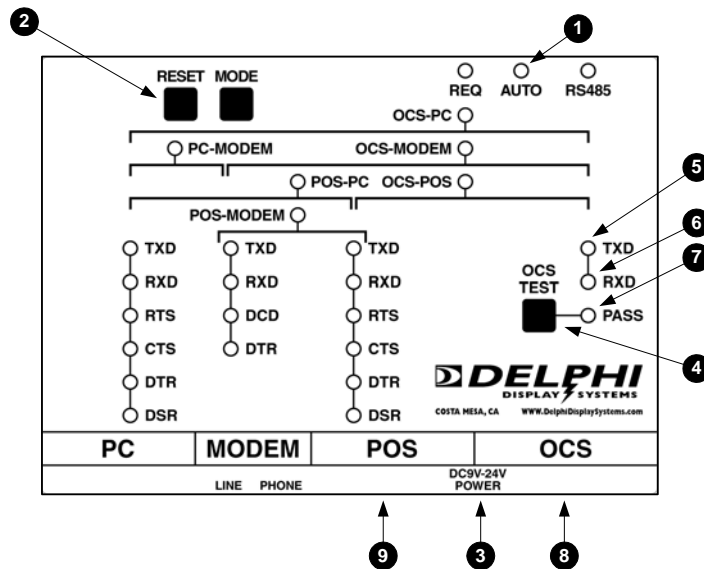 2
1
RESET MODE
REQ AUTO RS485
OCS-PC
PC-MODEM OCS-MODEM
POS-PC OCS-POS
5
POS-MODEM
6
TXD TXD TXD TXD
7
OCS
TEST
RXD RXD RXD RXD
RTS DCD RTS PASS
CTS DTR CTS
4
DTR DTR
DELPHI
DISPLAY SYSTEMS
DSR DSR
COSTA MESA, CA www.DelphiDisplaySystems.com
PC MODEM POS OCS
LINE PHONE
DC9V-24V
POWER
9 3 8